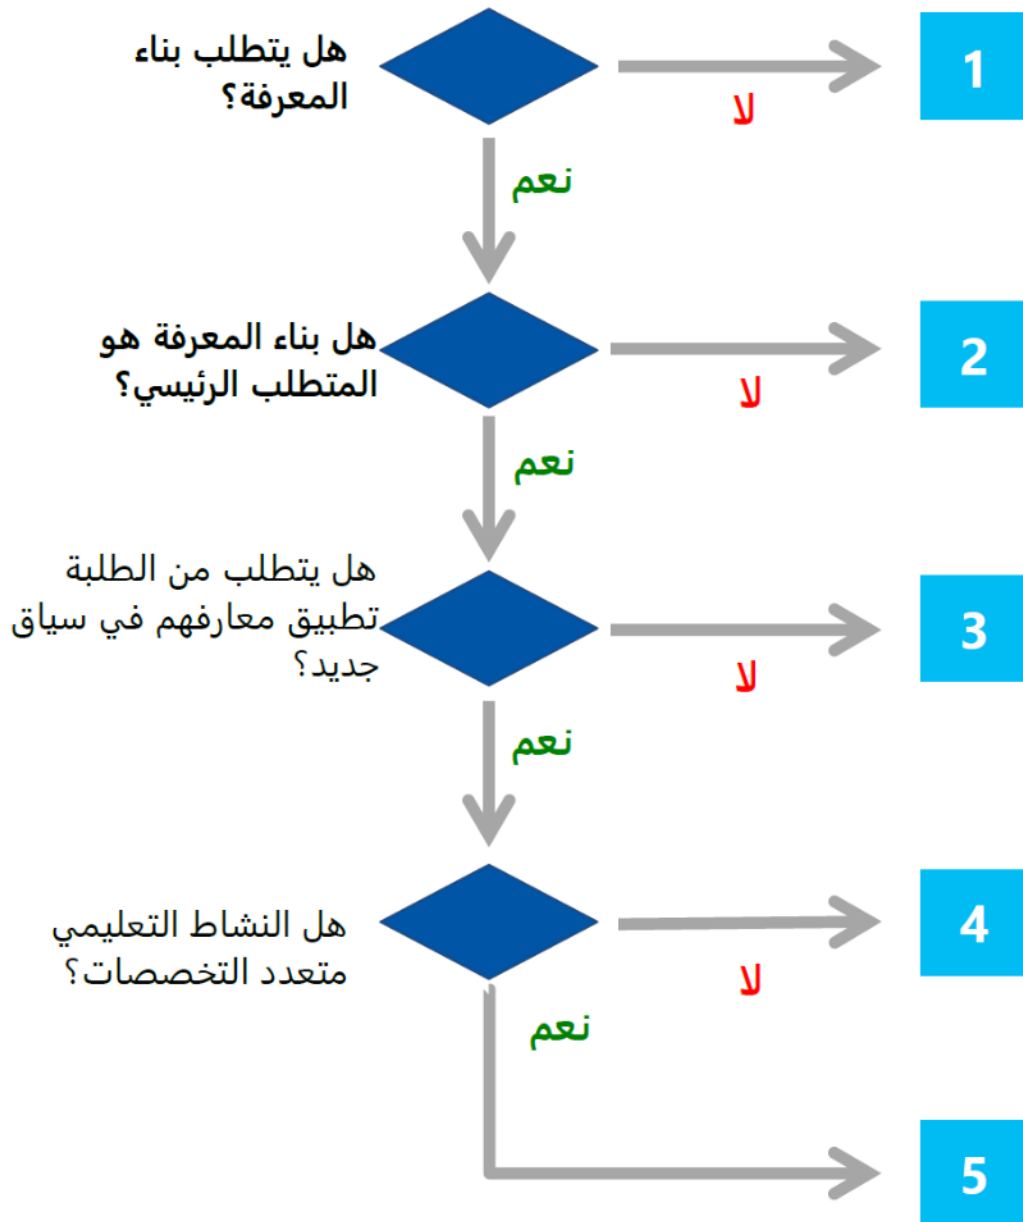 هل يتطلب بناء
المعرفة؟
لا
1
نعم
هل بناء المعرفة هو
المتطلب الرئيسي؟
لا
2
نعم
هل يتطلب من الطلبة
تطبيق معارفهم في سياق
جديد؟
لا
3
نعم
هل النشاط التعليمي
متعدد التخصصات؟
لا
4
نعم
5